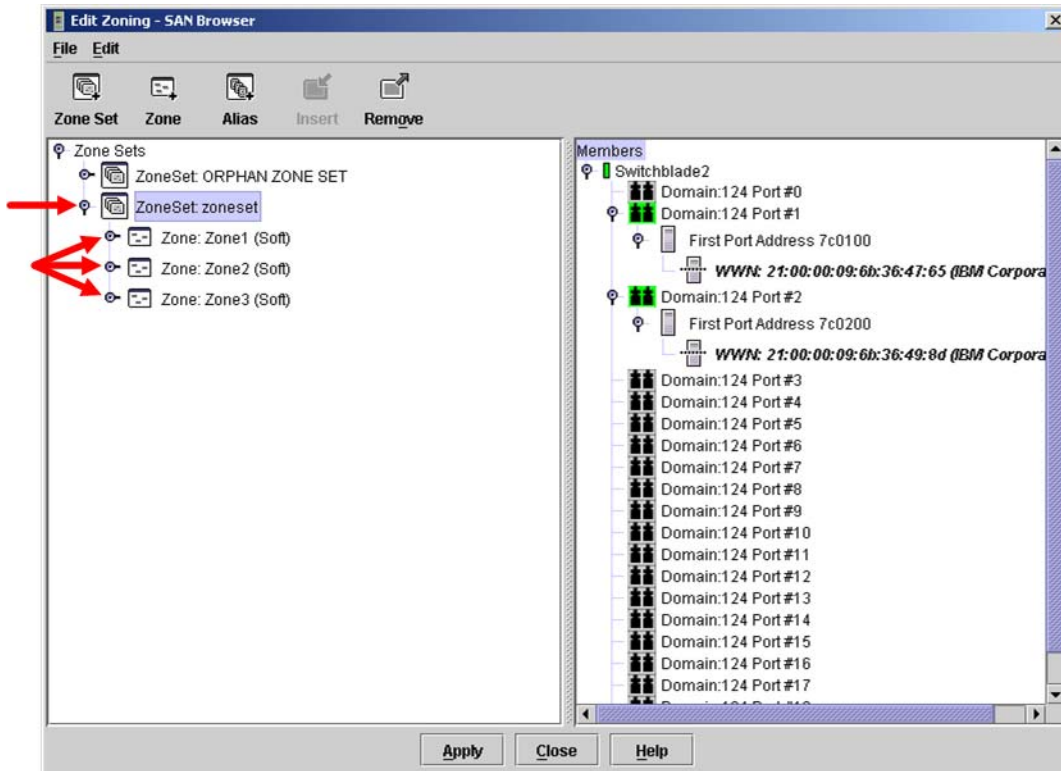 Edit Zoning - SAN Browser
File Edit
Zone Set Zone Alias Insert Remove
Zone Sets
ZoneSet: ORPHAN ZONE SET
ZoneSet: zoneset
Zone: Zone1 (Soft)
Zone: Zone2 (Soft)
Zone: Zone3 (Soft)
Members
Switchblade2
Domain:124 Port #0
Domain:124 Port #1
First Port Address 7c0100
WWN: 21:00:00:09:6b:36:47:65 (IBM Corpora
Domain:124 Port #2
First Port Address 7c0200
WWN: 21:00:00:09:6b:36:49:8d (IBM Corpora
Domain:124 Port #3
Domain:124 Port #4
Domain:124 Port #5
Domain:124 Port #6
Domain:124 Port #7
Domain:124 Port #8
Domain:124 Port #9
Domain:124 Port #10
Domain:124 Port #11
Domain:124 Port #12
Domain:124 Port #13
Domain:124 Port #14
Domain:124 Port #15
Domain:124 Port #16
Domain:124 Port #17
Apply Close Help